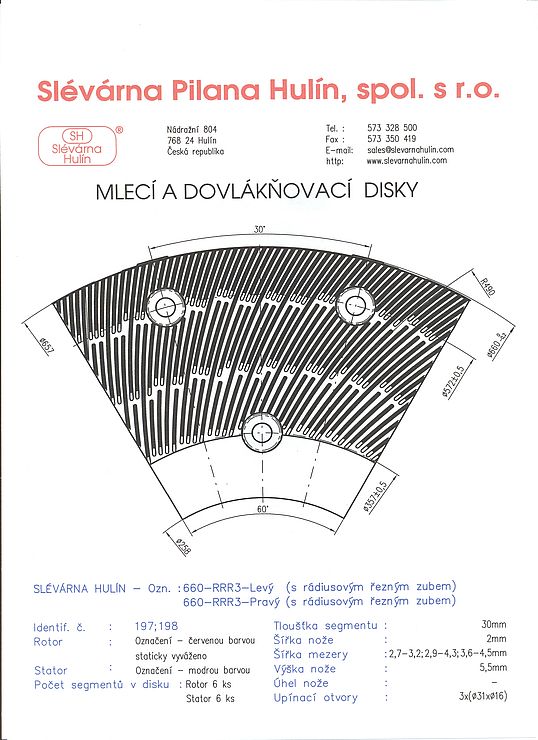 Slévárna Pilana Hulín, spol. s r.o.
SH
Slévárna
Hulín
®
Nádražní 804
768 24 Hulín
Česká republika
Tel. : 573 328 500
Fax : 573 350 419
E-mail: sales@slevarnahulin.com
http: www.slevarnahulin.com
MLECÍ A DOVLÁKŇOVACÍ DISKY
30°
R490
ø657
ø660
ø572±0,5
ø357±0,5
60°
ø258
SLÉVÁRNA HULÍN – Ozn. :660-RRR3-Levý (s rádiusovým řezným zubem)
660-RRR3-Pravý (s rádiusovým řezným zubem)
Identif. č. : 197;198
Rotor : Označení – červenou barvou
staticky vyváženo
Stator : Označení – modrou barvou
Počet segmentů v disku : Rotor 6 ks
Stator 6 ks
Tloušťka segmentu : 30mm
Šířka nože : 2mm
Šířka mezery :2,7-3,2;2,9-4,3;3,6-4,5mm
Výška nože : 5,5mm
Úhel nože : –
Upínací otvory : 3x(ø31xø16)